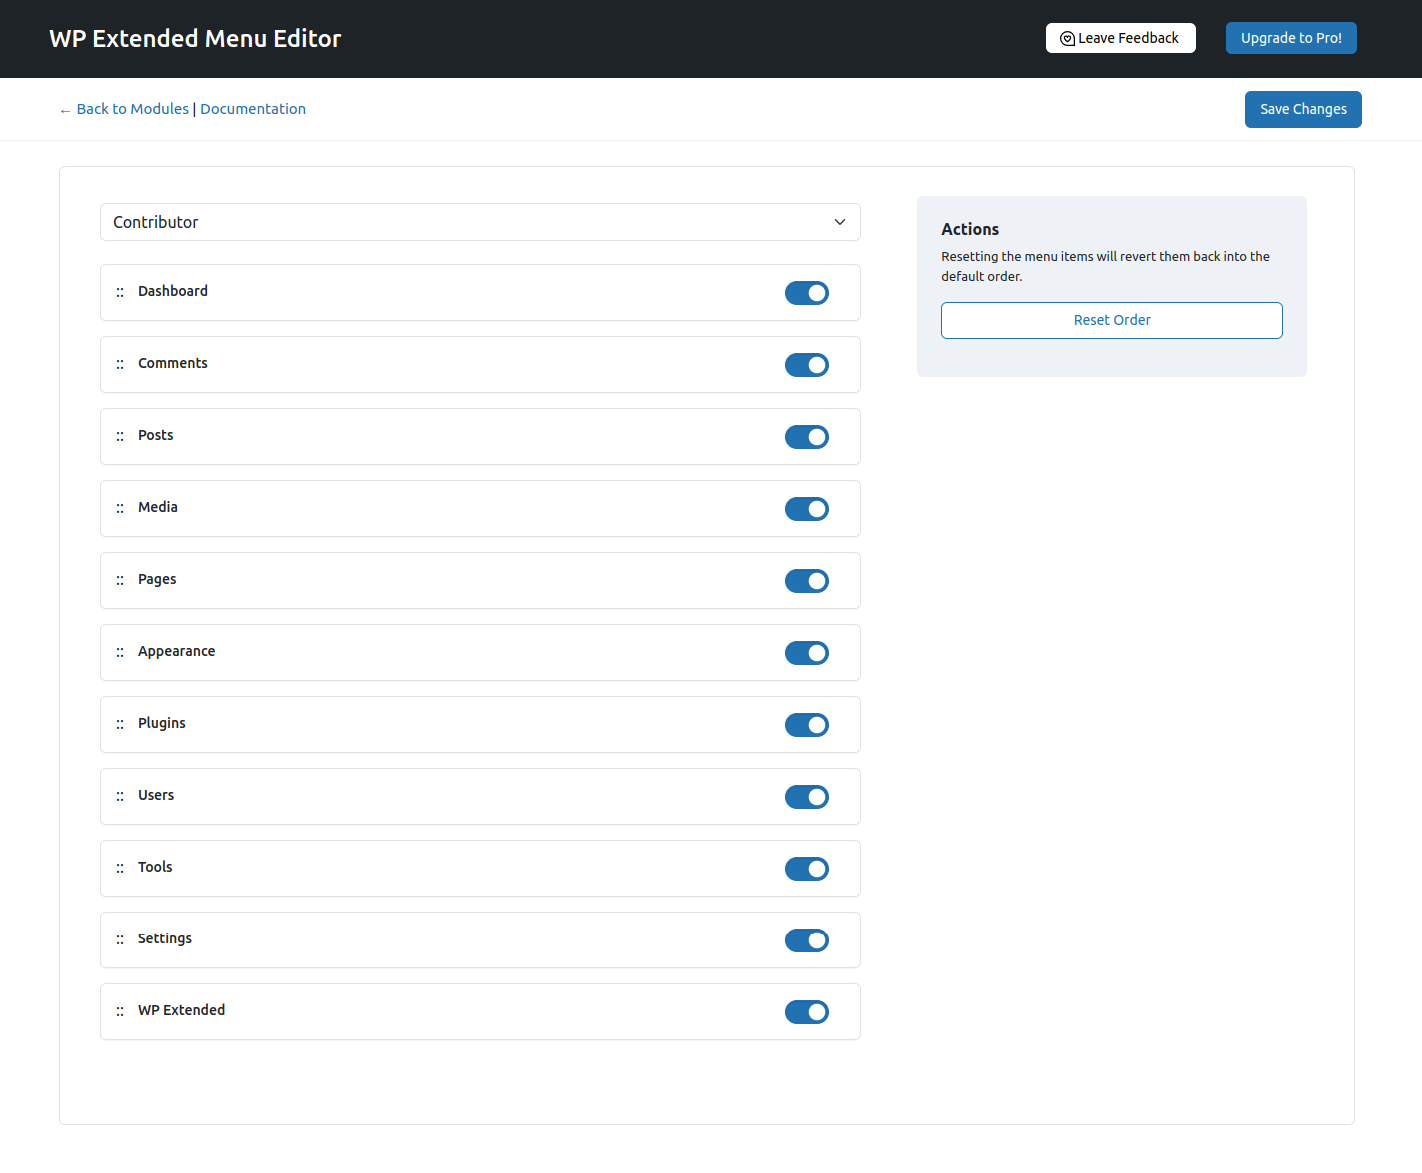 WP Extended Menu Editor
Leave Feedback
Upgrade to Pro!
← Back to Modules | Documentation
Save Changes
Contributor
:: Dashboard
:: Comments
:: Posts
:: Media
:: Pages
:: Appearance
:: Plugins
:: Users
:: Tools
:: Settings
:: WP Extended
Actions
Resetting the menu items will revert them back into the
default order.
Reset Order